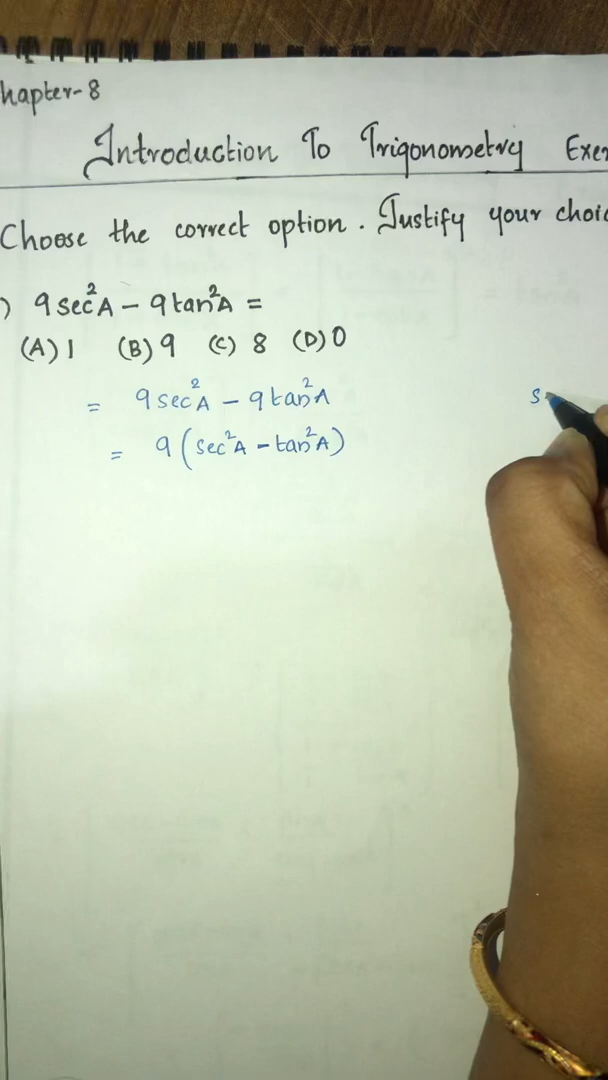 hapter-8
Introduction To Trigonometry Exer
Choose the correct option. Justify your choic
) 9 sec²A - 9 tan²A =
(A) 1 (B) 9 (C) 8 (D) 0
= 9 sec²A - 9 tan²A
= 9 (sec²A - tan²A)
s